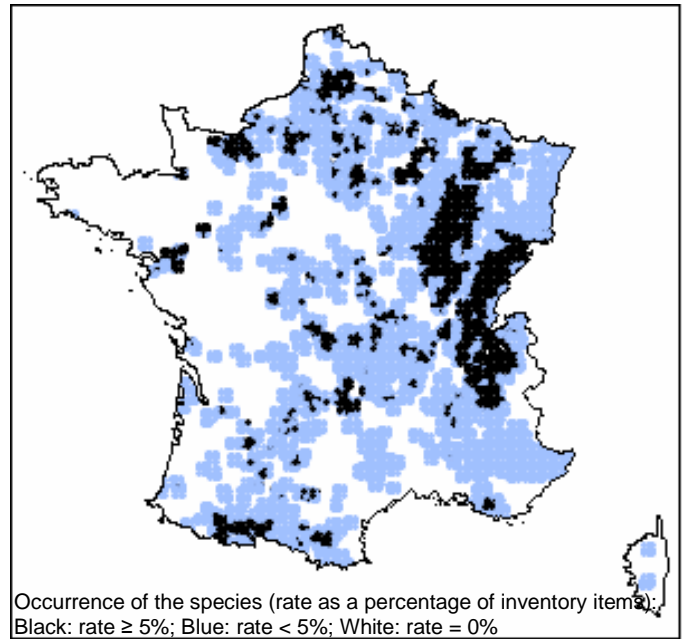 Occurrence of the species (rate as a percentage of inventory items):
Black: rate ≥ 5%; Blue: rate < 5%; White: rate = 0%